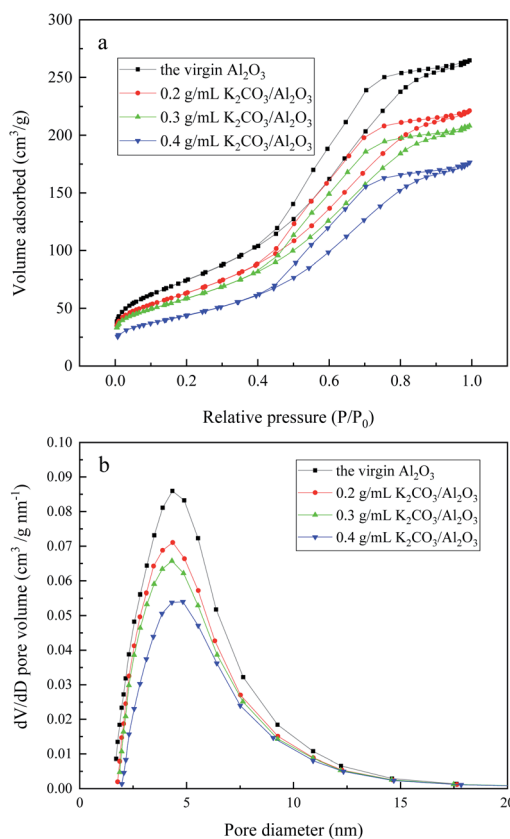 a
the virgin Al₂O₃
0.2 g/mL K₂CO₃/Al₂O₃
0.3 g/mL K₂CO₃/Al₂O₃
0.4 g/mL K₂CO₃/Al₂O₃
Volume adsorbed (cm³/g)
300
250
200
150
100
50
0
0.0 0.2 0.4 0.6 0.8 1.0
Relative pressure (P/P₀)
b
the virgin Al₂O₃
0.2 g/mL K₂CO₃/Al₂O₃
0.3 g/mL K₂CO₃/Al₂O₃
0.4 g/mL K₂CO₃/Al₂O₃
dV/dD pore volume (cm³ /g nm⁻¹)
0.10
0.09
0.08
0.07
0.06
0.05
0.04
0.03
0.02
0.01
0.00
0 5 10 15 20
Pore diameter (nm)